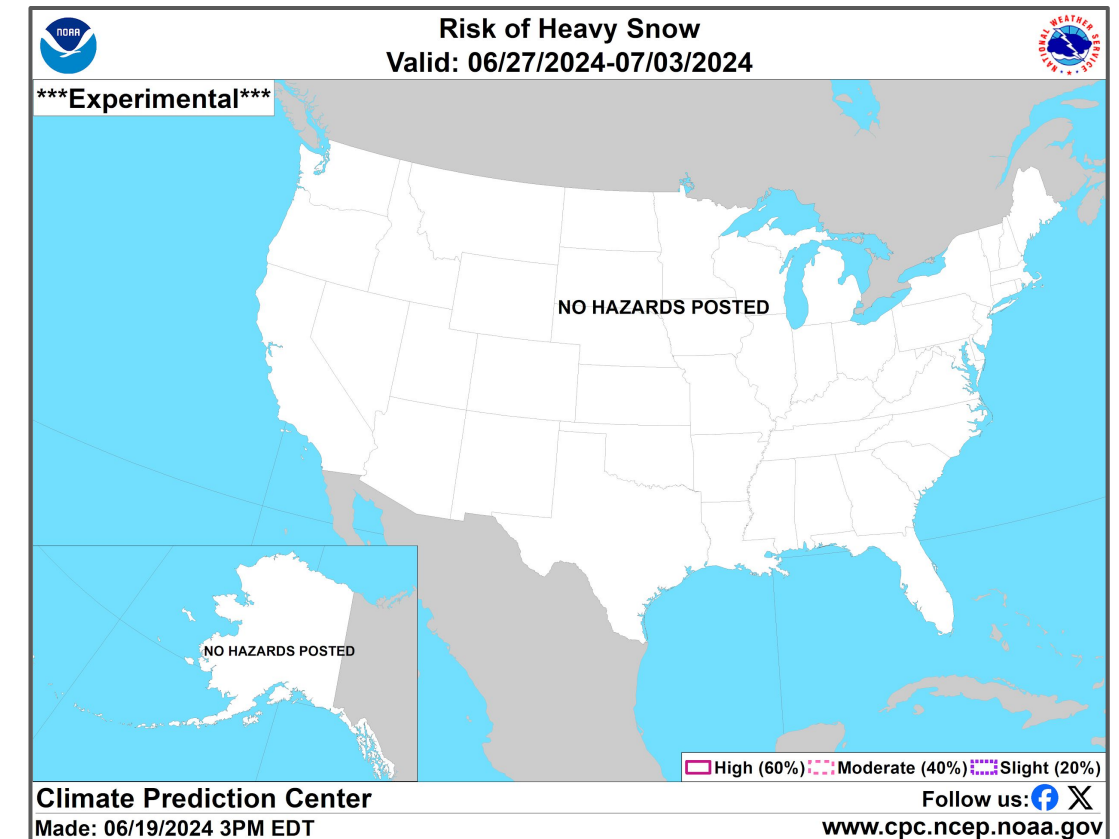 NOAA
Risk of Heavy Snow
Valid: 06/27/2024-07/03/2024
NATIONAL WEATHER SERVICE
***Experimental***
NO HAZARDS POSTED
NO HAZARDS POSTED
High (60%) Moderate (40%) Slight (20%)
Climate Prediction Center
Follow us:
Made: 06/19/2024 3PM EDT
www.cpc.ncep.noaa.gov